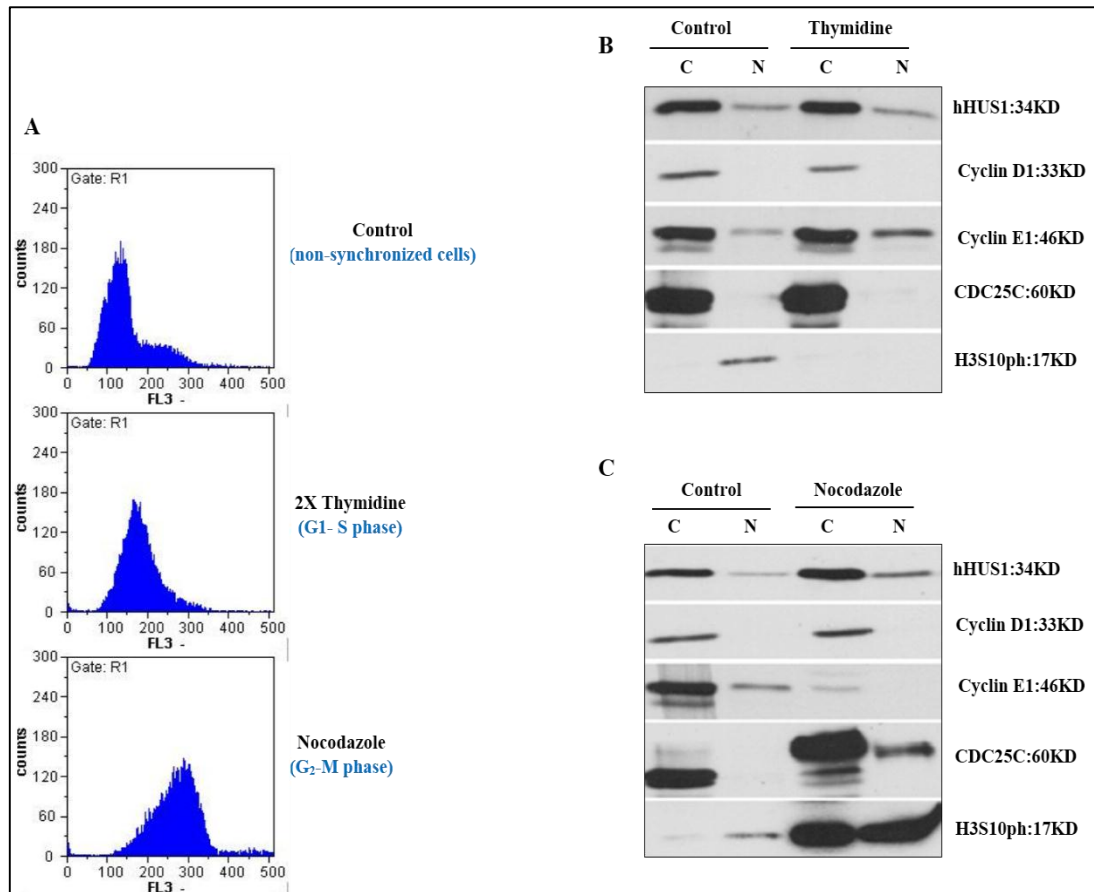 A
300
Gate: R1
240
180
120
60
0
counts
0 100 200 300 400 500
FL3 -
Control
(non-synchronized cells)
300
Gate: R1
240
180
120
60
0
counts
0 100 200 300 400 500
FL3 -
2X Thymidine
(G1- S phase)
300
Gate: R1
240
180
120
60
0
counts
0 100 200 300 400 500
FL3 -
Nocodazole
(G₂-M phase)
B
Control Thymidine
C N C N
hHUS1:34KD
Cyclin D1:33KD
Cyclin E1:46KD
CDC25C:60KD
H3S10ph:17KD
C
Control Nocodazole
C N C N
hHUS1:34KD
Cyclin D1:33KD
Cyclin E1:46KD
CDC25C:60KD
H3S10ph:17KD